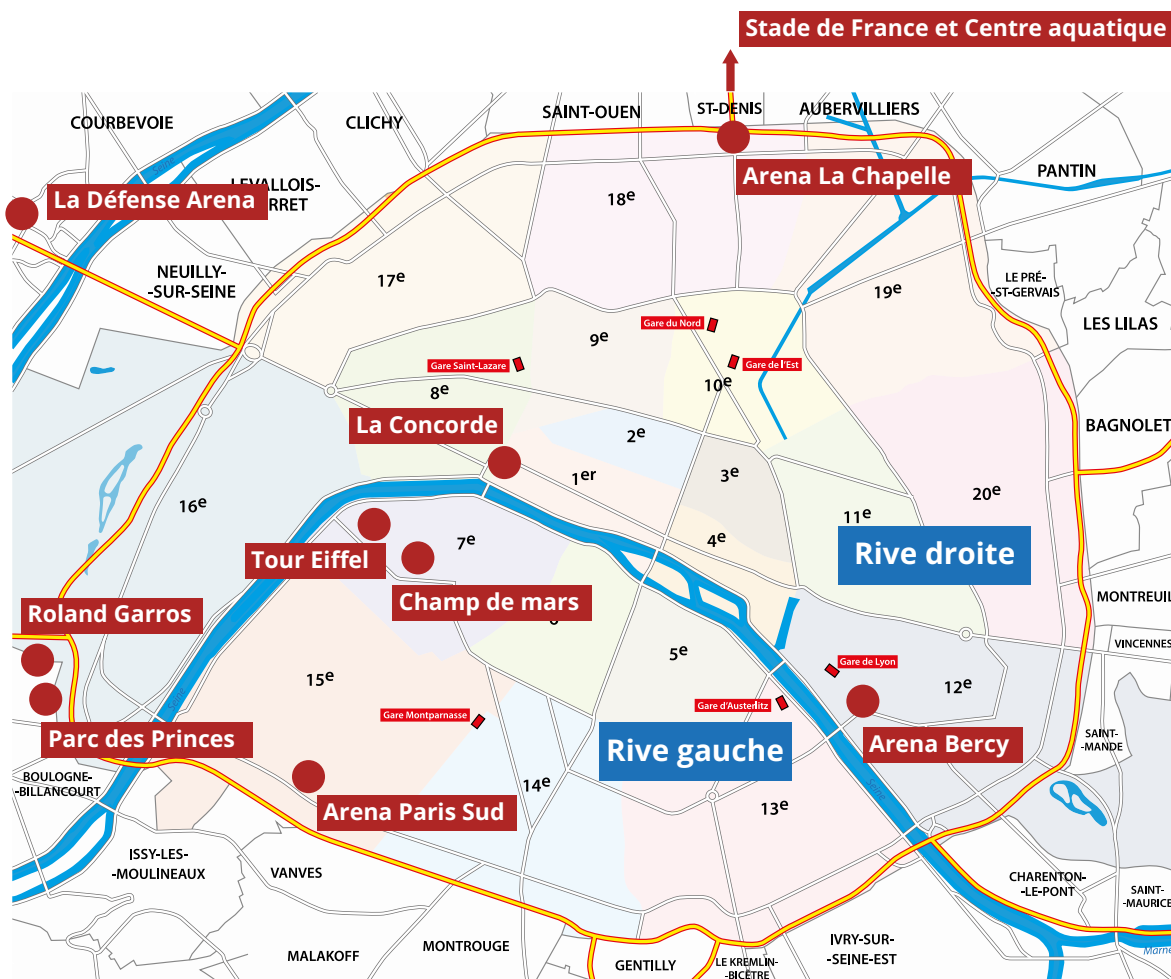 Stade de France et Centre aquatique
SAINT-OUEN
ST-DENIS
AUBERVILLIERS
COURBEVOIE
CLICHY
Seine
Arena La Chapelle
PANTIN
LEVALLOIS-
La Défense Arena
18e
NEUILLY-
-SUR-SEINE
17e
19e
LE PRÉ-
-ST-GERVAIS
LES LILAS
Gare du Nord
9e
Gare Saint-Lazare
Gare de l'Est
10e
8e
La Concorde
2e
BAGNOLET
1er
3e
16e
20e
11e
4e
7e
Tour Eiffel
Rive droite
Champ de mars
Roland Garros
MONTREUIL
VINCENNES
5e
Gare de Lyon
15e
12e
Seine
Gare d'Austerlitz
Gare Montparnasse
Parc des Princes
Rive gauche
Arena Bercy
SAINT-
-MANDE
BOULOGNE-
-BILLANCOURT
14e
Seine
Arena Paris Sud
13e
ISSY-LES-
-MOULINEAUX
VANVES
CHARENTON
-LE-PONT
SAINT-
MAURICE
MALAKOFF
MONTROUGE
IVRY-SUR-
-SEINE-EST
Marne
GENTILLY
LE KREMLIN-
-BICÊTRE